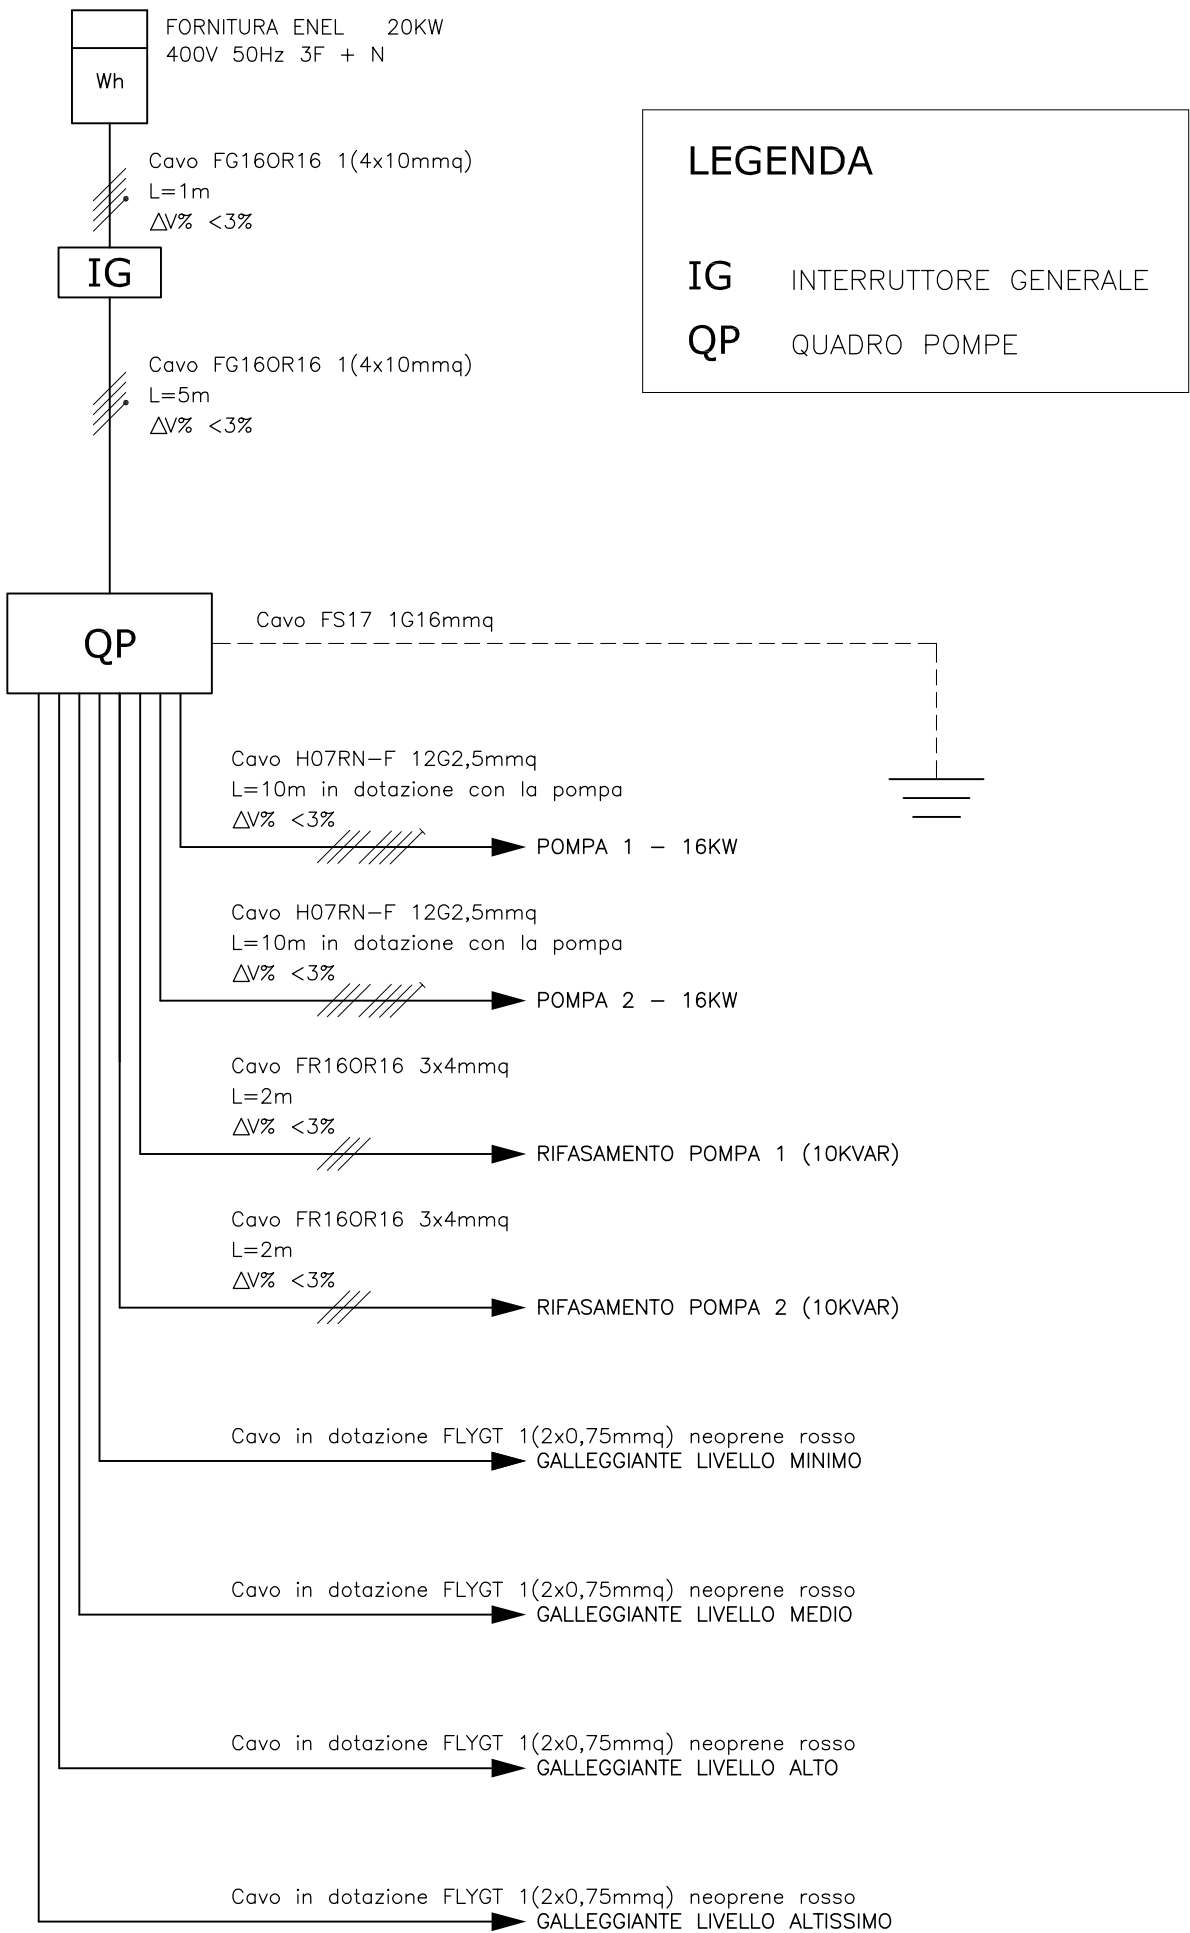 FORNITURA ENEL 20KW
400V 50Hz 3F + N
Wh
Cavo FG16OR16 1(4x10mmq)
L=1m
△V% <3%
IG
Cavo FG16OR16 1(4x10mmq)
L=5m
△V% <3%
LEGENDA
IG INTERRUTTORE GENERALE
QP QUADRO POMPE
QP
Cavo FS17 1G16mmq
Cavo H07RN-F 12G2,5mmq
L=10m in dotazione con la pompa
△V% <3%
POMPA 1 - 16KW
Cavo H07RN-F 12G2,5mmq
L=10m in dotazione con la pompa
△V% <3%
POMPA 2 - 16KW
Cavo FR16OR16 3x4mmq
L=2m
△V% <3%
RIFASAMENTO POMPA 1 (10KVAR)
Cavo FR16OR16 3x4mmq
L=2m
△V% <3%
RIFASAMENTO POMPA 2 (10KVAR)
Cavo in dotazione FLYGT 1(2x0,75mmq) neoprene rosso
GALLEGGIANTE LIVELLO MINIMO
Cavo in dotazione FLYGT 1(2x0,75mmq) neoprene rosso
GALLEGGIANTE LIVELLO MEDIO
Cavo in dotazione FLYGT 1(2x0,75mmq) neoprene rosso
GALLEGGIANTE LIVELLO ALTO
Cavo in dotazione FLYGT 1(2x0,75mmq) neoprene rosso
GALLEGGIANTE LIVELLO ALTISSIMO